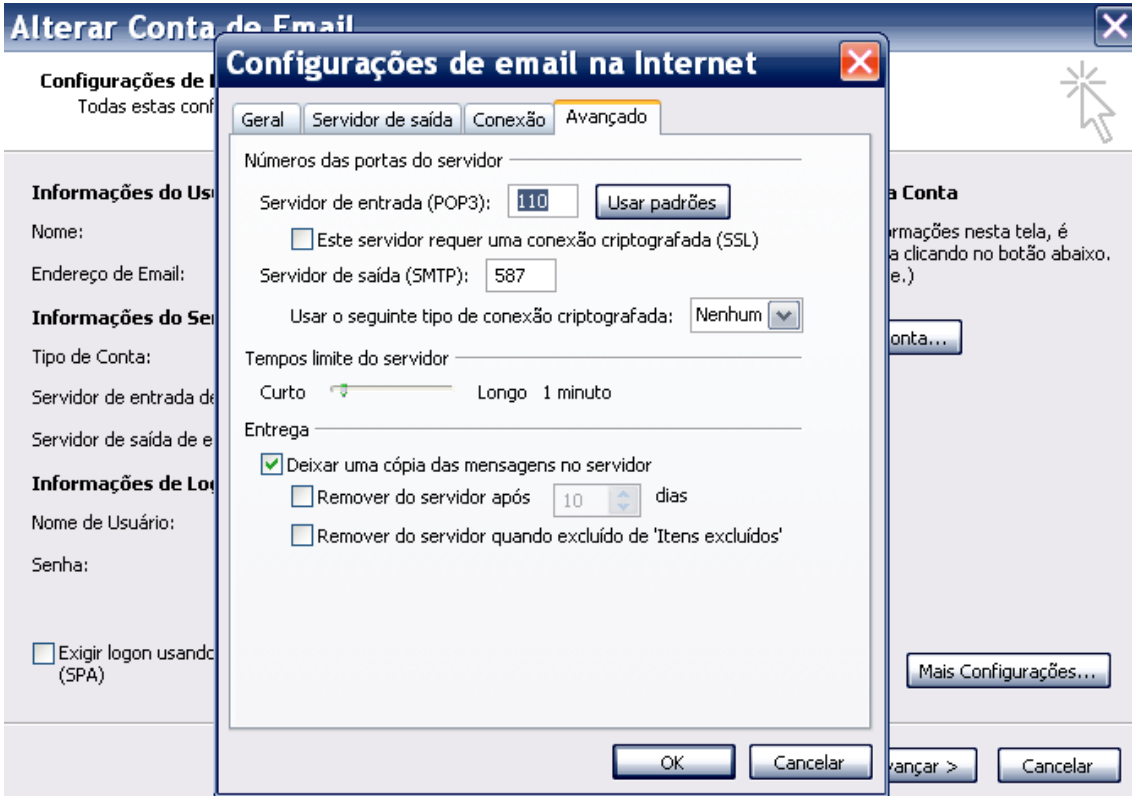 Alterar Conta de Email
Configurações de
Todas estas conf
Configurações de email na Internet
Geral
Servidor de saída
Conexão
Avançado
Números das portas do servidor
Servidor de entrada (POP3): 110 Usar padrões
Este servidor requer uma conexão criptografada (SSL)
Servidor de saída (SMTP): 587
Usar o seguinte tipo de conexão criptografada: Nenhum
Tempos limite do servidor
Curto Longo 1 minuto
Entrega
Deixar uma cópia das mensagens no servidor
Remover do servidor após 10 dias
Remover do servidor quando excluído de 'Itens excluídos'
OK Cancelar
Informações do Us
Nome:
Endereço de Email:
Informações do Ser
Tipo de Conta:
Servidor de entrada de
Servidor de saída de e
Informações de Log
Nome de Usuário:
Senha:
Exigir logon usando
(SPA)
a Conta
rmações nesta tela, é
a clicando no botão abaixo.
e.)
onta...
Mais Configurações...
vançar > Cancelar